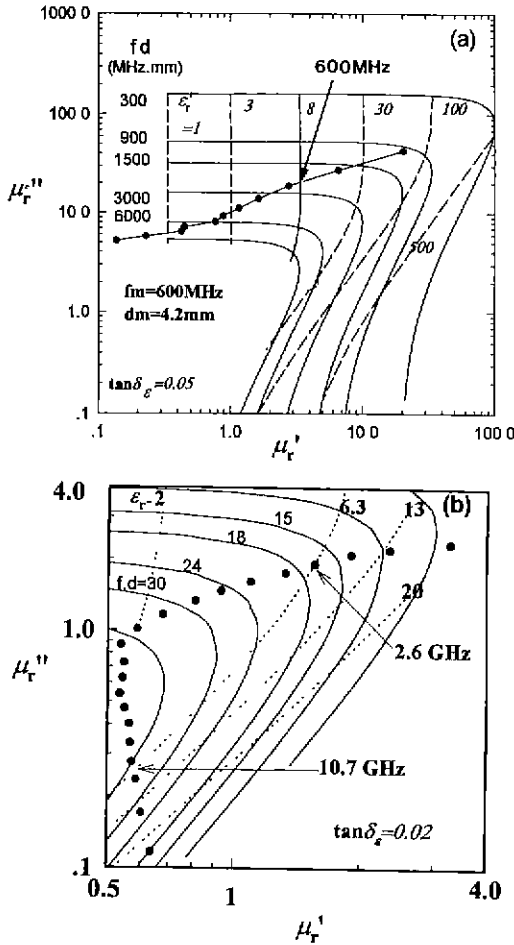 1000 0
fd
(MHz.mm)
(a)
600MHz
300
εr'
=1
3
8
30
100
100.0
900
1500
μr''
3000
10.0
6000
500
fm=600MHz
dm=4.2mm
1.0
tanδε=0.05
.1
0.1
1.0
10 0
100 0
μr'
4.0
εr-2
6.3
13
(b)
15
18
24
f.d=30
20
1.0
2.6 GHz
μr''
10.7 GHz
tanδε=0.02
.1
0.5
1
4.0
μr'